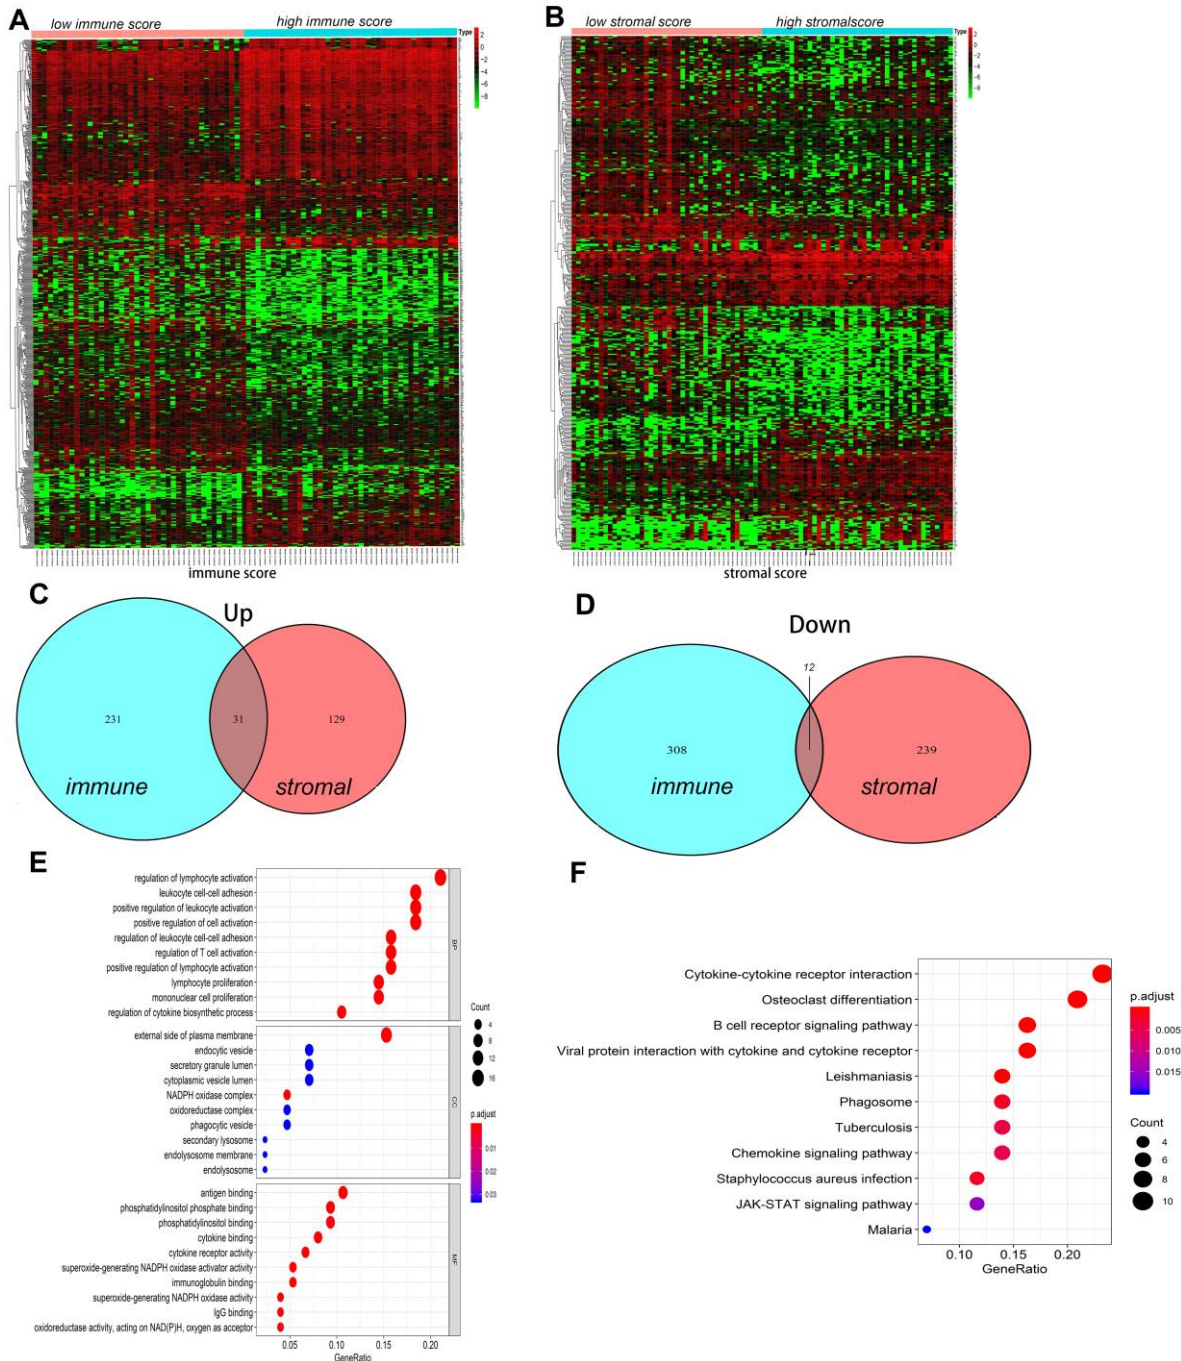 A
low immune score
high immune score
Type
2
0
-2
-4
-6
-8
immune score
B
low stromal score
high stromalscore
Type
2
0
-2
-4
-6
-8
stromal score
C
Up
231
31
129
immune
stromal
D
Down
12
308
239
immune
stromal
E
regulation of lymphocyte activation
leukocyte cell-cell adhesion
positive regulation of leukocyte activation
positive regulation of cell activation
regulation of leukocyte cell-cell adhesion
regulation of T cell activation
positive regulation of lymphocyte activation
lymphocyte proliferation
mononuclear cell proliferation
regulation of cytokine biosynthetic process
BP
external side of plasma membrane
endocytic vesicle
secretory granule lumen
cytoplasmic vesicle lumen
NADPH oxidase complex
oxidoreductase complex
phagocytic vesicle
secondary lysosome
endolysosome membrane
endolysosome
CC
antigen binding
phosphatidylinositol phosphate binding
phosphatidylinositol binding
cytokine binding
cytokine receptor activity
superoxide-generating NADPH oxidase activator activity
immunoglobulin binding
superoxide-generating NADPH oxidase activity
IgG binding
oxidoreductase activity, acting on NAD(P)H, oxygen as acceptor
MF
0.05 0.10 0.15 0.20
GeneRatio
Count
4
8
12
16
p.adjust
0.01
0.02
0.03
F
Cytokine-cytokine receptor interaction
Osteoclast differentiation
B cell receptor signaling pathway
Viral protein interaction with cytokine and cytokine receptor
Leishmaniasis
Phagosome
Tuberculosis
Chemokine signaling pathway
Staphylococcus aureus infection
JAK-STAT signaling pathway
Malaria
0.10 0.15 0.20
GeneRatio
p.adjust
0.005
0.010
0.015
Count
4
6
8
10